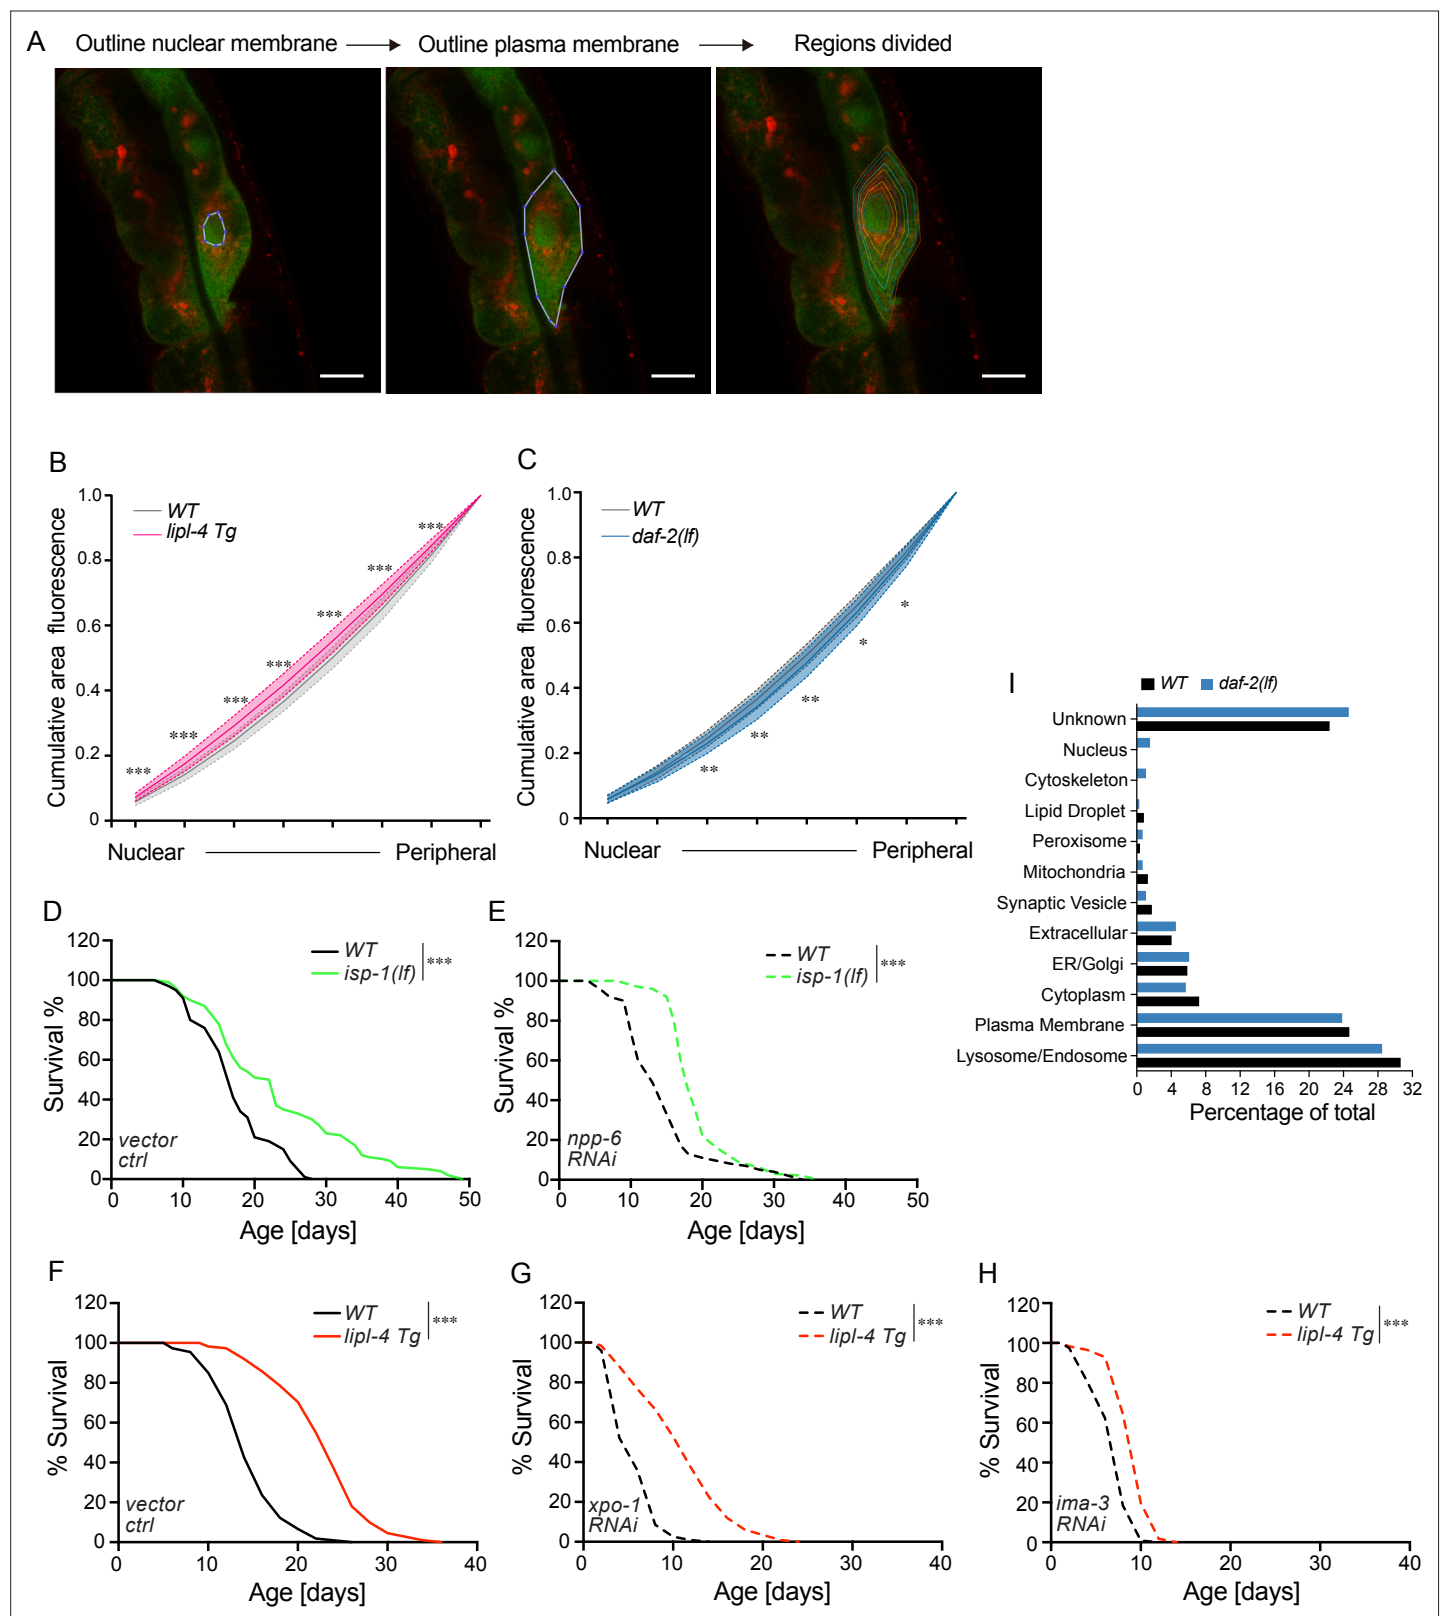 A Outline nuclear membrane → Outline plasma membrane → Regions divided
B
WT
lipl-4 Tg
Cumulative area fluorescence
1.0
0.8
0.6
0.4
0.2
0
*** *** *** *** *** *** ***
Nuclear Peripheral
C
WT
daf-2(lf)
Cumulative area fluorescence
1.0
0.8
0.6
0.4
0.2
0
** ** ** * *
Nuclear Peripheral
I
WT daf-2(lf)
Unknown
Nucleus
Cytoskeleton
Lipid Droplet
Peroxisome
Mitochondria
Synaptic Vesicle
Extracellular
ER/Golgi
Cytoplasm
Plasma Membrane
Lysosome/Endosome
0 4 8 12 16 20 24 28 32
Percentage of total
D
WT
isp-1(lf)
***
Survival %
120
100
80
60
40
20
0
vector
ctrl
0 10 20 30 40 50
Age [days]
E
WT
isp-1(lf)
***
Survival %
120
100
80
60
40
20
0
npp-6
RNAi
0 10 20 30 40 50
Age [days]
F
WT
lipl-4 Tg
***
% Survival
120
100
80
60
40
20
0
vector
ctrl
0 10 20 30 40
Age [days]
G
WT
lipl-4 Tg
***
% Survival
120
100
80
60
40
20
0
xpo-1
RNAi
0 10 20 30 40
Age [days]
H
WT
lipl-4 Tg
***
% Survival
120
100
80
60
40
20
0
ima-3
RNAi
0 10 20 30 40
Age [days]